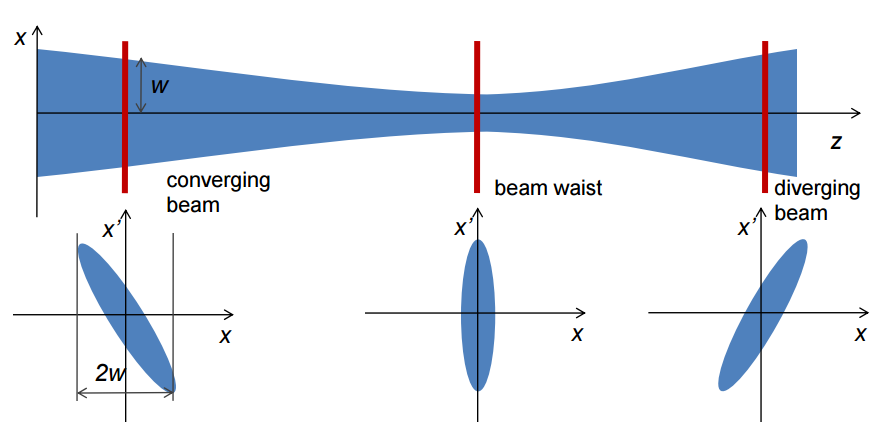 x
w
z
converging
beam
beam waist
diverging
beam
x’
x
2w
x’
x
x’
x